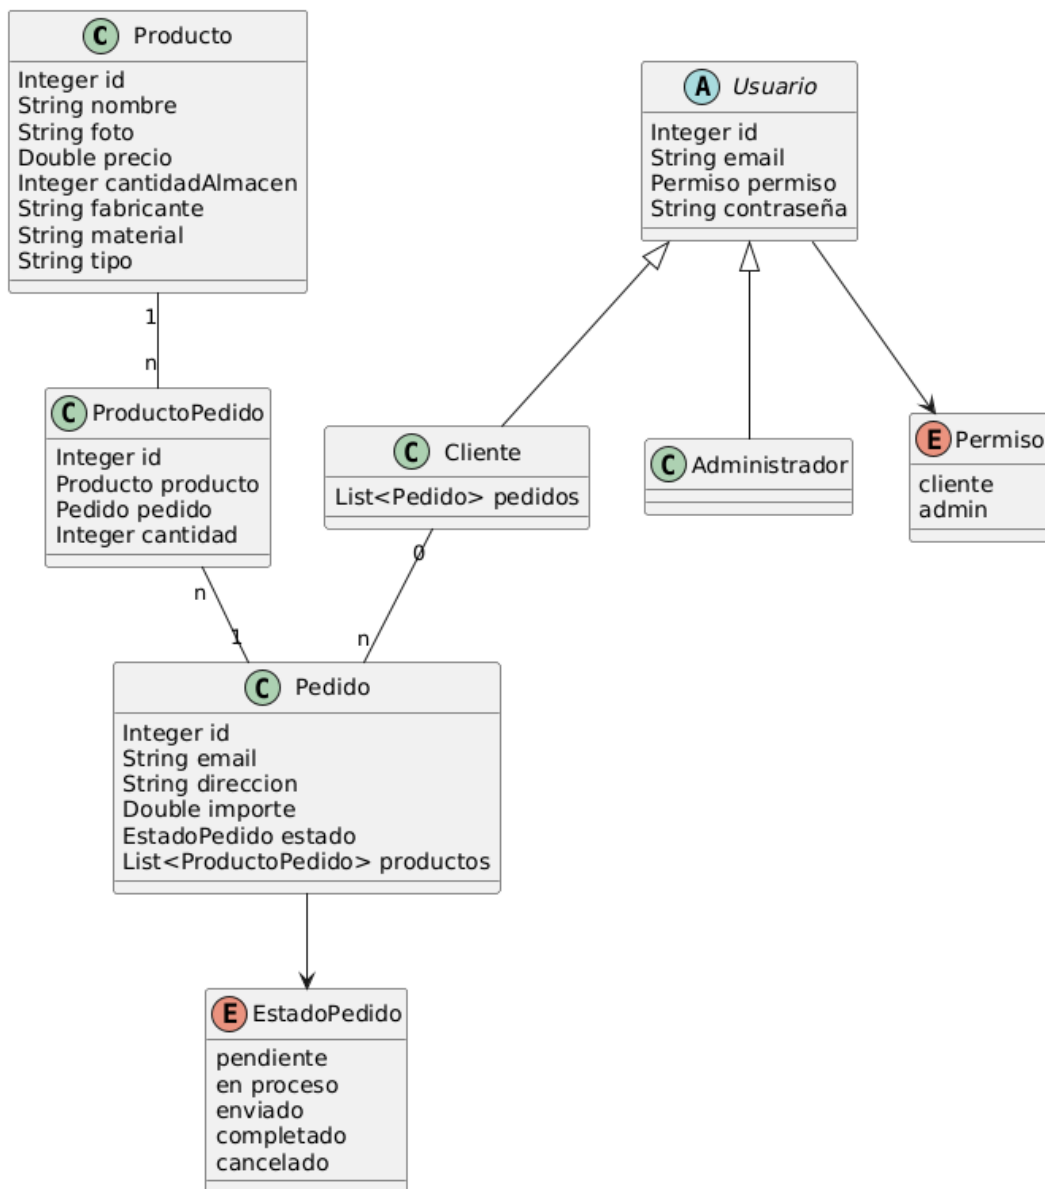 C Producto
Integer id
String nombre
String foto
Double precio
Integer cantidadAlmacen
String fabricante
String material
String tipo
A Usuario
Integer id
String email
Permiso permiso
String contraseña
1
n
C ProductoPedido
Integer id
Producto producto
Pedido pedido
Integer cantidad
C Cliente
List<Pedido> pedidos
C Administrador
E Permiso
cliente
admin
n
1
0
n
C Pedido
Integer id
String email
String direccion
Double importe
EstadoPedido estado
List<ProductoPedido> productos
E EstadoPedido
pendiente
en proceso
enviado
completado
cancelado